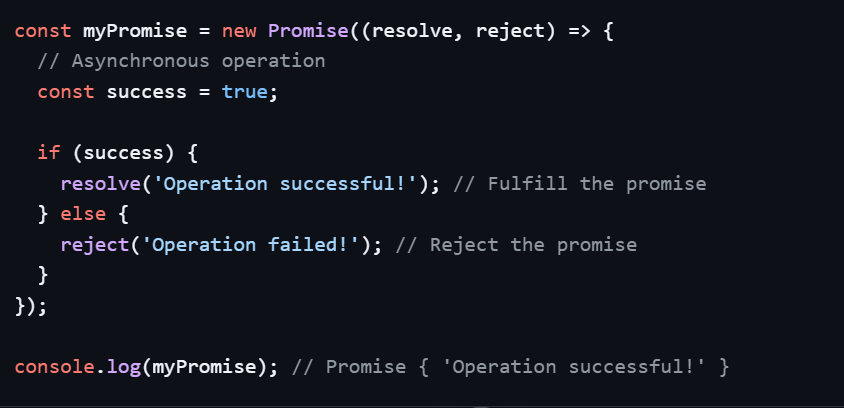 const myPromise = new Promise((resolve, reject) => {
  // Asynchronous operation
  const success = true;

  if (success) {
    resolve('Operation successful!'); // Fulfill the promise
  } else {
    reject('Operation failed!'); // Reject the promise
  }
});

console.log(myPromise); // Promise { 'Operation successful!' }